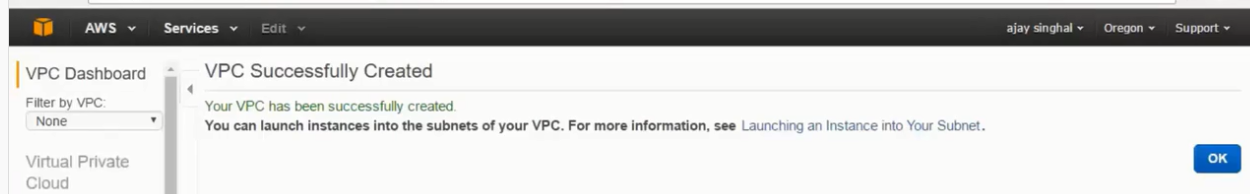 AWS Services Edit ajay singhal Oregon Support
VPC Dashboard
Filter by VPC:
None
Virtual Private
Cloud
VPC Successfully Created
Your VPC has been successfully created.
You can launch instances into the subnets of your VPC. For more information, see Launching an Instance into Your Subnet.
OK